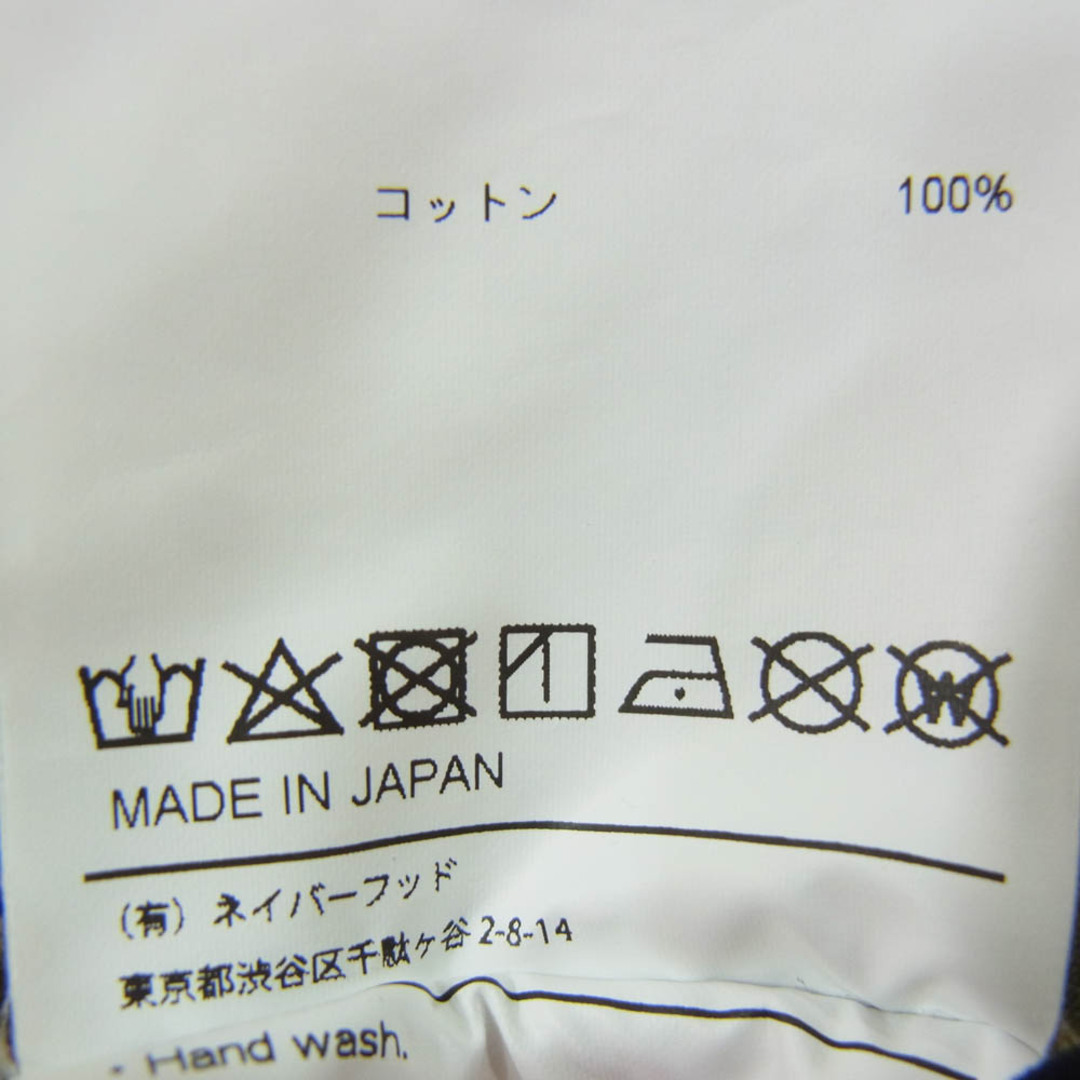 コットン 100%
W
MADE IN JAPAN
(有) ネイバーフッド
東京都渋谷区千駄ヶ谷 2-8-14
- Hand wash.